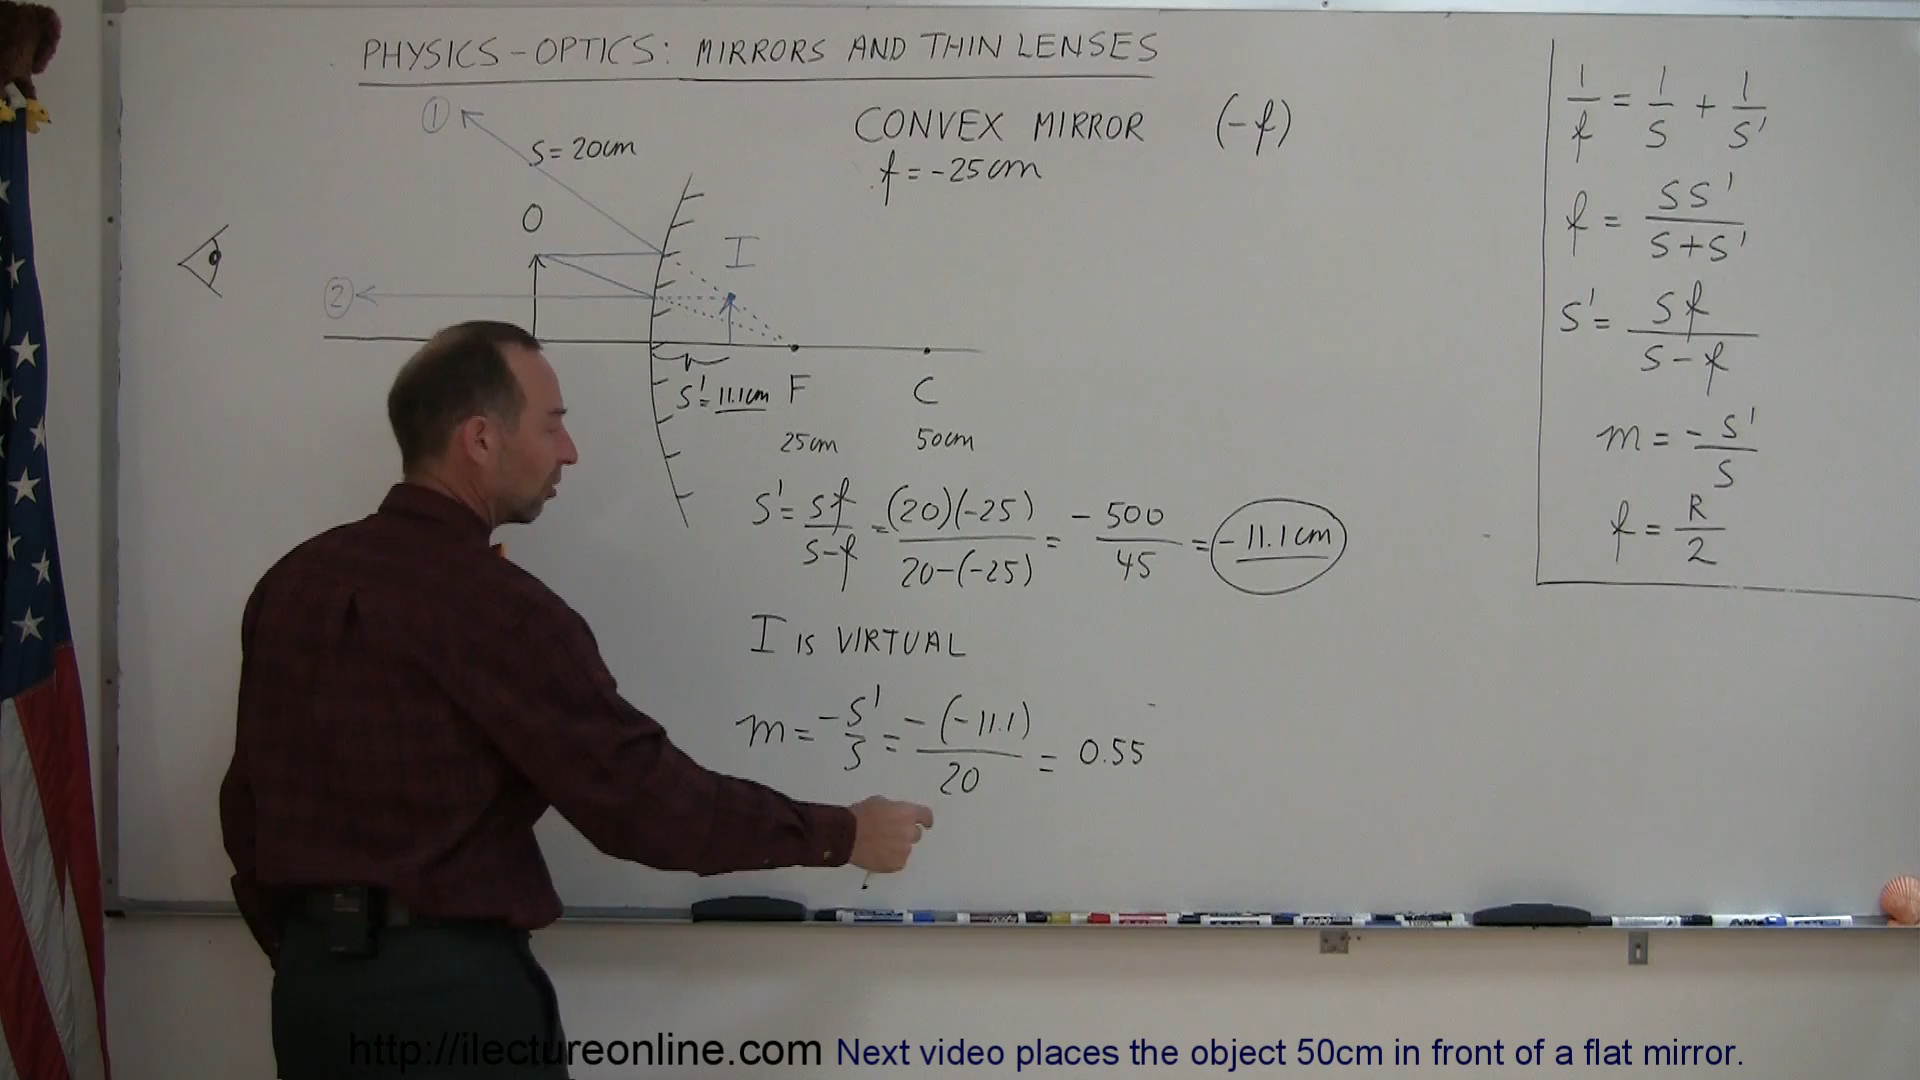 PHYSICS-OPTICS: MIRRORS AND THIN LENSES
CONVEX MIRROR (-f)
f = -25cm
1
S = 20cm
O
I
2
S' = 11.1cm
F
C
25cm
50cm
S' = Sf / S-f = (20)(-25) / 20-(-25) = -500 / 45 = -11.1cm
I IS VIRTUAL
m = -S' / S = -(-11.1) / 20 = 0.55
1/f = 1/S + 1/S'
f = SS' / S+S'
S' = Sf / S-f
m = -S' / S
f = R / 2
http://ilectureonline.com Next video places the object 50cm in front of a flat mirror.